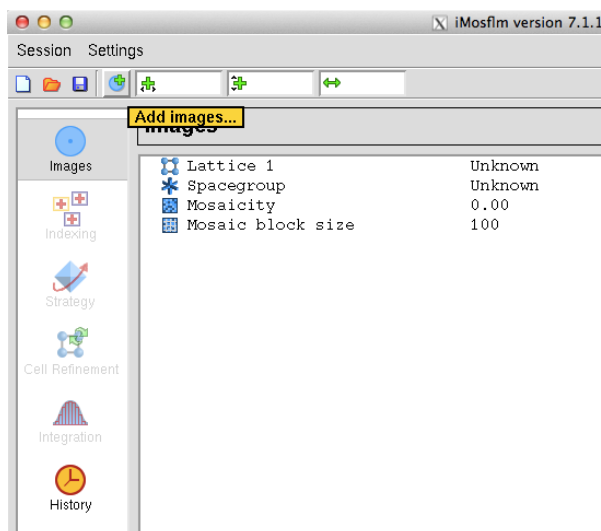 iMosflm version 7.1.1
Session Settings
Add images...
Images
Images
Lattice 1 Unknown
Spacegroup Unknown
Mosaicity 0.00
Mosaic block size 100
Indexing
Strategy
Cell Refinement
Integration
History